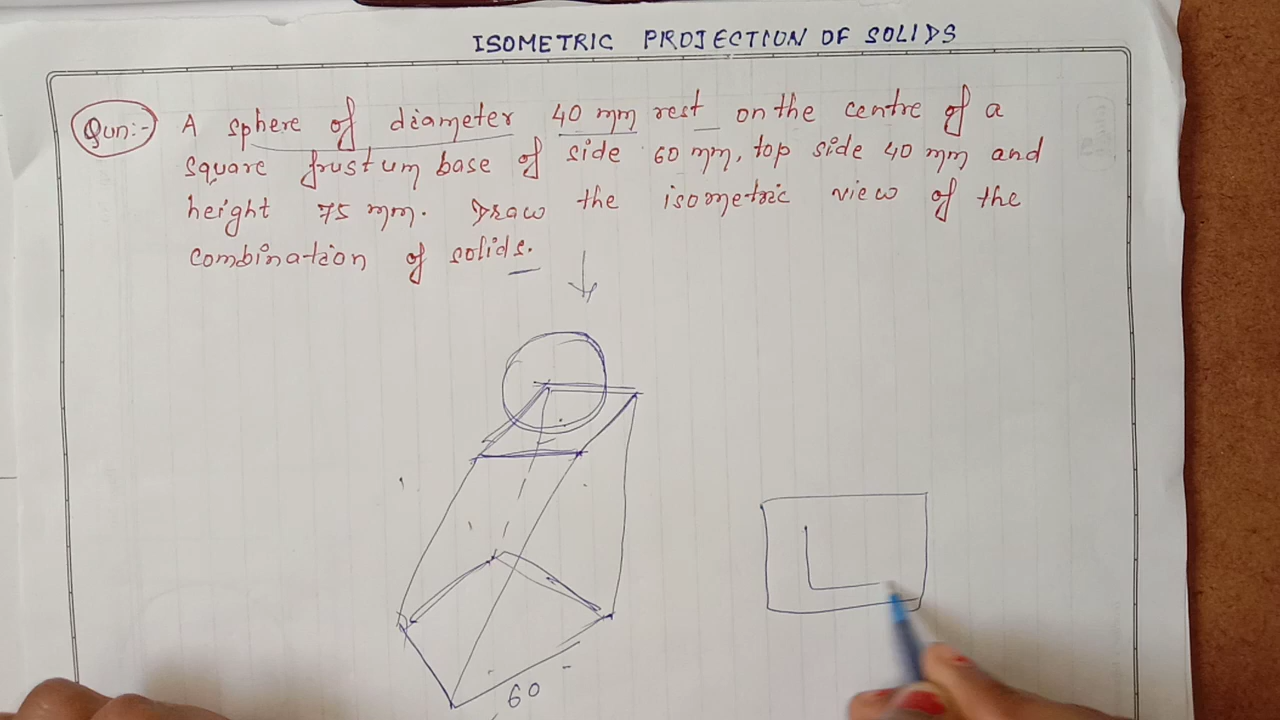 ISOMETRIC PROJECTION OF SOLIDS
Qun:- A sphere of diameter 40 mm rest on the centre of a
square frustum base of side 60 mm, top side 40 mm and
height 75 mm. Draw the isometric view of the
combination of solids.
60